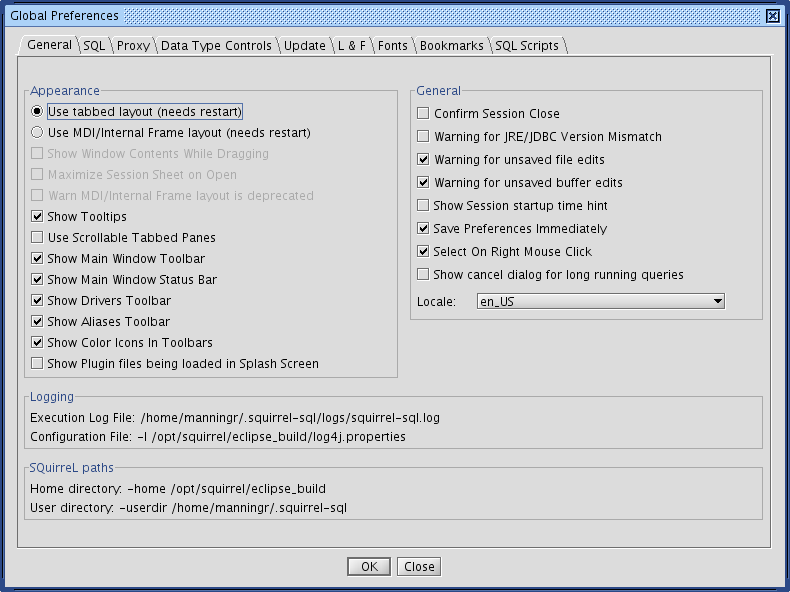 Global Preferences
General SQL Proxy Data Type Controls Update L & F Fonts Bookmarks SQL Scripts
Appearance
Use tabbed layout (needs restart)
Use MDI/Internal Frame layout (needs restart)
Show Window Contents While Dragging
Maximize Session Sheet on Open
Warn MDI/Internal Frame layout is deprecated
Show Tooltips
Use Scrollable Tabbed Panes
Show Main Window Toolbar
Show Main Window Status Bar
Show Drivers Toolbar
Show Aliases Toolbar
Show Color Icons In Toolbars
Show Plugin files being loaded in Splash Screen
General
Confirm Session Close
Warning for JRE/JDBC Version Mismatch
Warning for unsaved file edits
Warning for unsaved buffer edits
Show Session startup time hint
Save Preferences Immediately
Select On Right Mouse Click
Show cancel dialog for long running queries
Locale: en_US
Logging
Execution Log File: /home/manningr/.squirrel-sql/logs/squirrel-sql.log
Configuration File: -l /opt/squirrel/eclipse_build/log4j.properties
SQuirreL paths
Home directory: -home /opt/squirrel/eclipse_build
User directory: -userdir /home/manningr/.squirrel-sql
OK Close